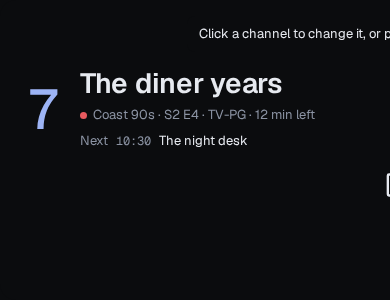 Click a channel to change it, or
7
The diner years
Coast 90s · S2 E4 · TV-PG · 12 min left
Next 10:30 The night desk